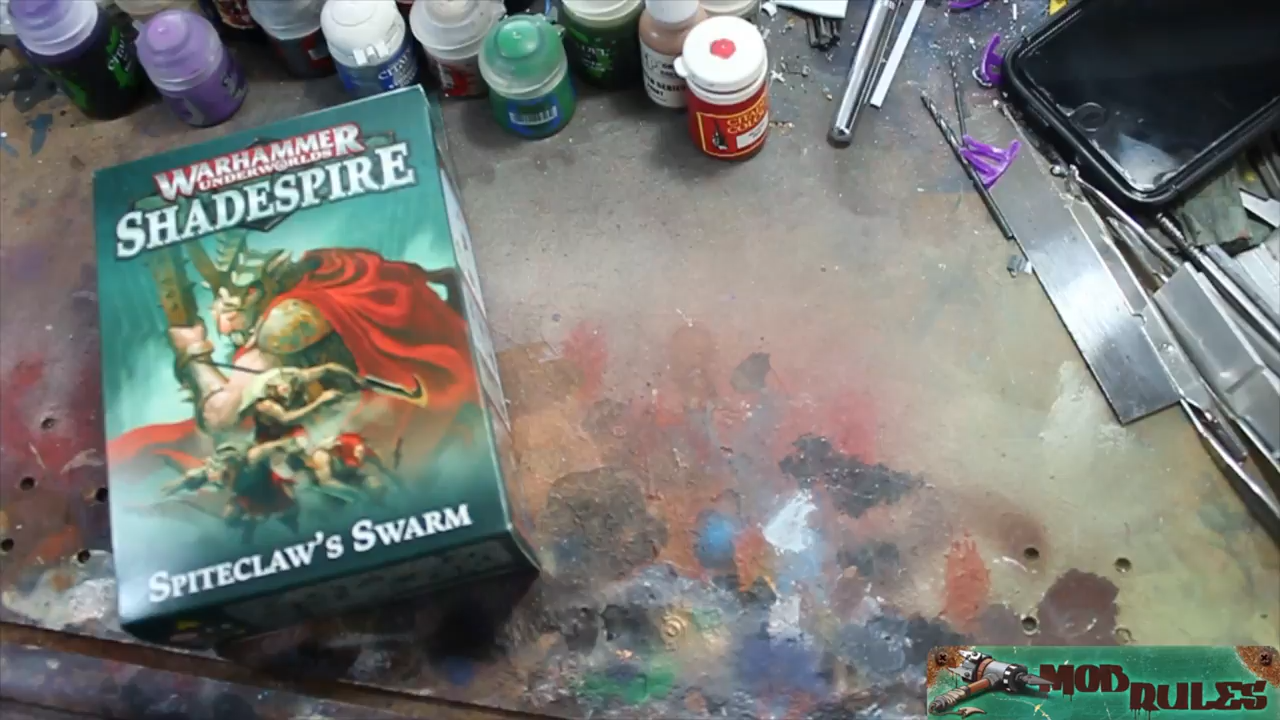 WARHAMMER
UNDERWORLDS
SHADESPIRE
SPITECLAW'S SWARM
MOD RULES